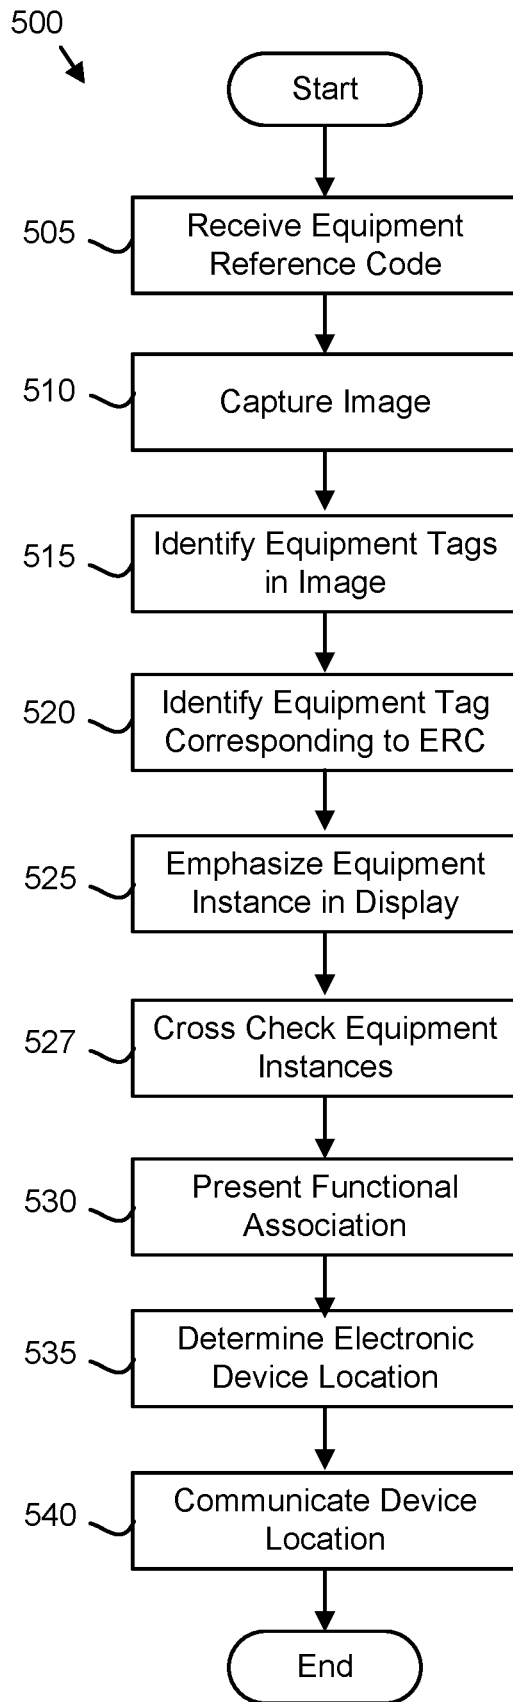 500
Start
505
Receive Equipment
Reference Code
510
Capture Image
515
Identify Equipment Tags
in Image
520
Identify Equipment Tag
Corresponding to ERC
525
Emphasize Equipment
Instance in Display
527
Cross Check Equipment
Instances
530
Present Functional
Association
535
Determine Electronic
Device Location
540
Communicate Device
Location
End